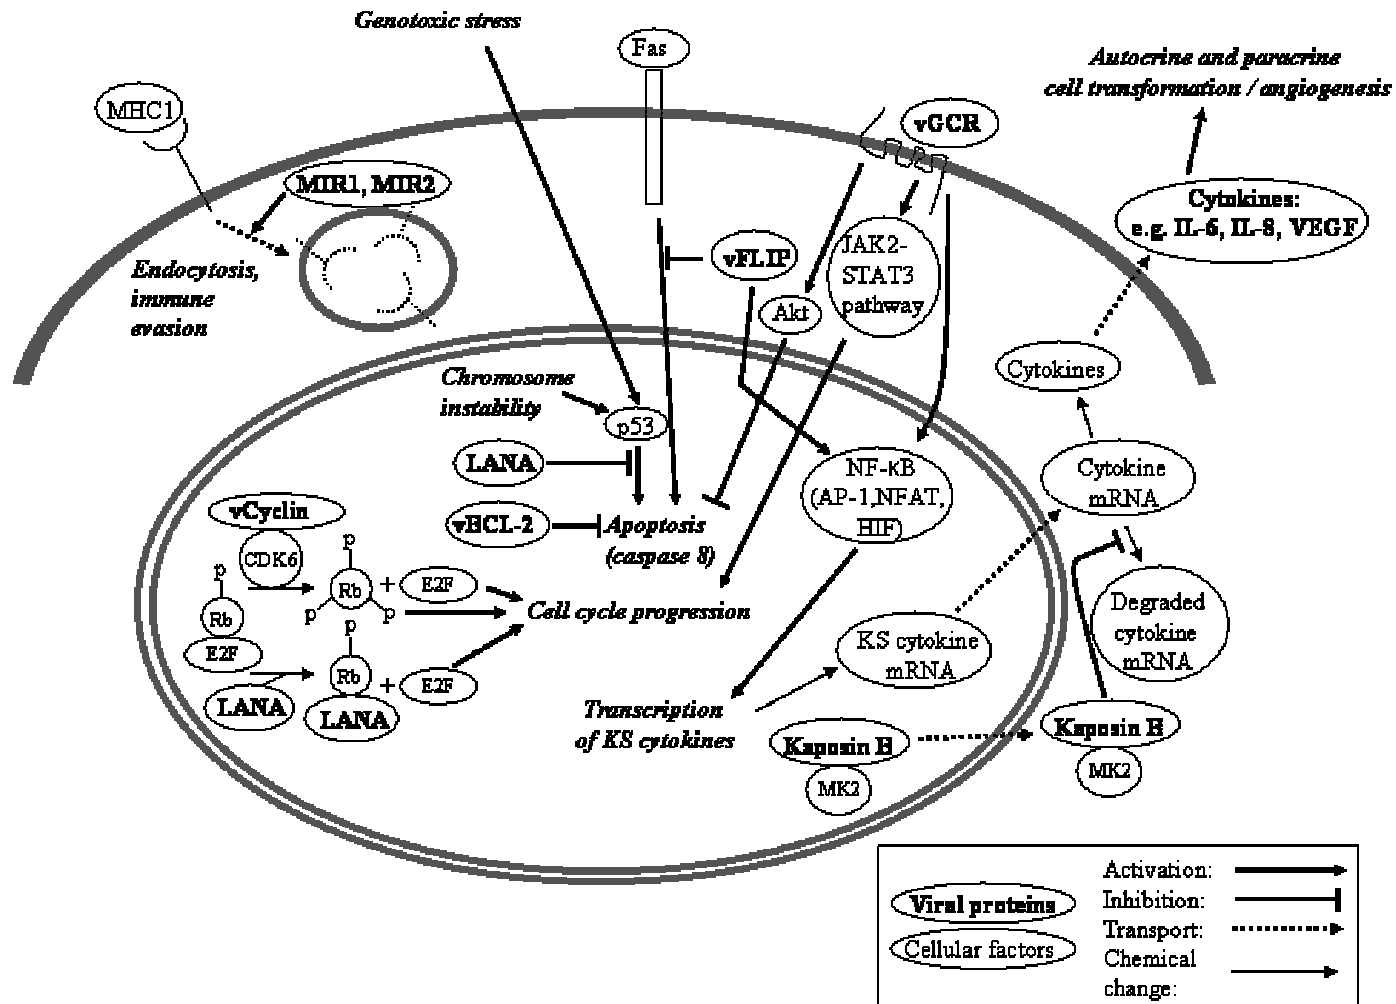 Genotoxic stress
Fas
Autocrine and paracrine
cell transformation / angiogenesis
MHC1
vGCR
MIR1, MIR2
Cytokines:
e.g. IL-6, IL-8, VEGF
Endocytosis,
immune
evasion
vFLIP
JAK2-
STAT3
pathway
Akt
Cytokines
Chromosome
instability
p53
LANA
NF-κB
(AP-1,NFAT,
HIF)
Cytokine
mRNA
vCyclin
vBCL-2
Apoptosis
(caspase 8)
CDK6
p
p
Rb
E2F
Rb
p
p
+
E2F
Cell cycle progression
Degraded
cytokine
mRNA
KS cytokine
mRNA
p
Rb
+
E2F
LANA
LANA
Transcription
of KS cytokines
Kaposin B
MK2
Kaposin B
MK2
Viral proteins
Cellular factors
Activation:
Inhibition:
Transport:
Chemical
change: